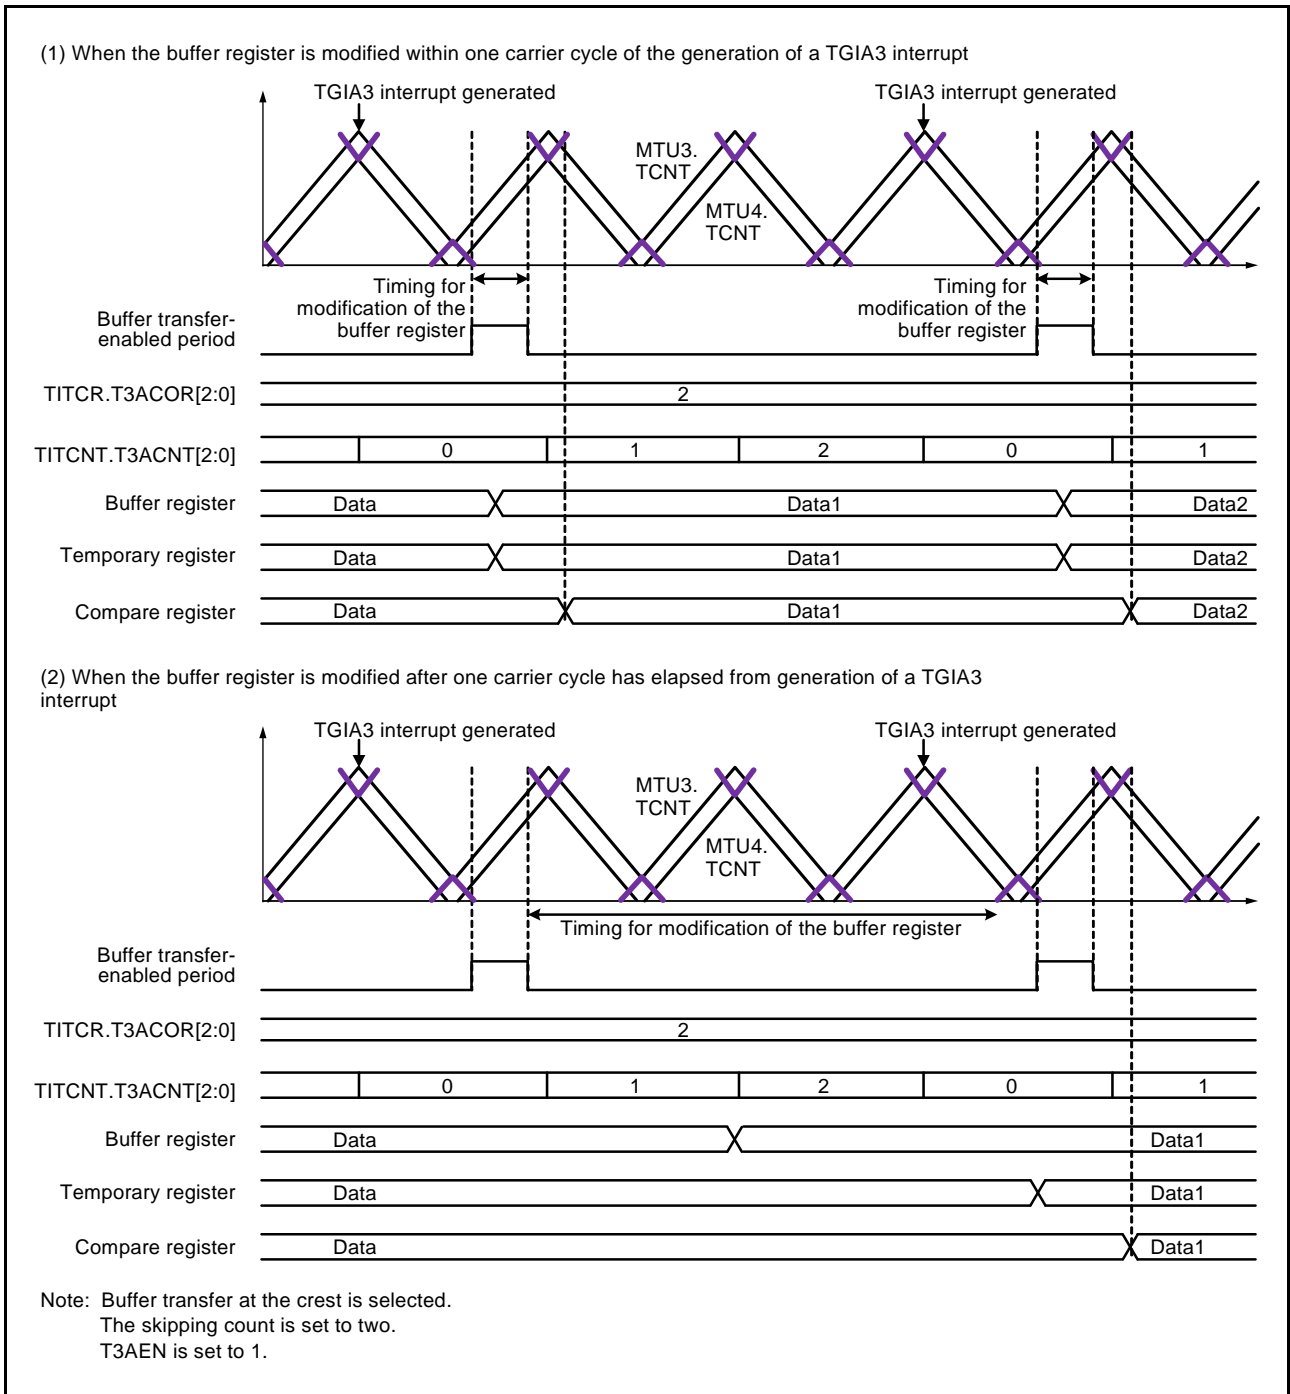 (1) When the buffer register is modified within one carrier cycle of the generation of a TGIA3 interrupt
TGIA3 interrupt generated
TGIA3 interrupt generated
MTU3.
TCNT
MTU4.
TCNT
Timing for
modification of the
buffer register
Timing for
modification of the
buffer register
Buffer transfer-
enabled period
TITCR.T3ACOR[2:0]
2
TITCNT.T3ACNT[2:0]
0
1
2
0
1
Buffer register
Data
Data1
Data2
Temporary register
Data
Data1
Data2
Compare register
Data
Data1
Data2
(2) When the buffer register is modified after one carrier cycle has elapsed from generation of a TGIA3
interrupt
TGIA3 interrupt generated
TGIA3 interrupt generated
MTU3.
TCNT
MTU4.
TCNT
Timing for modification of the buffer register
Buffer transfer-
enabled period
TITCR.T3ACOR[2:0]
2
TITCNT.T3ACNT[2:0]
0
1
2
0
1
Buffer register
Data
Data1
Temporary register
Data
Data1
Compare register
Data
Data1
Note: Buffer transfer at the crest is selected.
The skipping count is set to two.
T3AEN is set to 1.